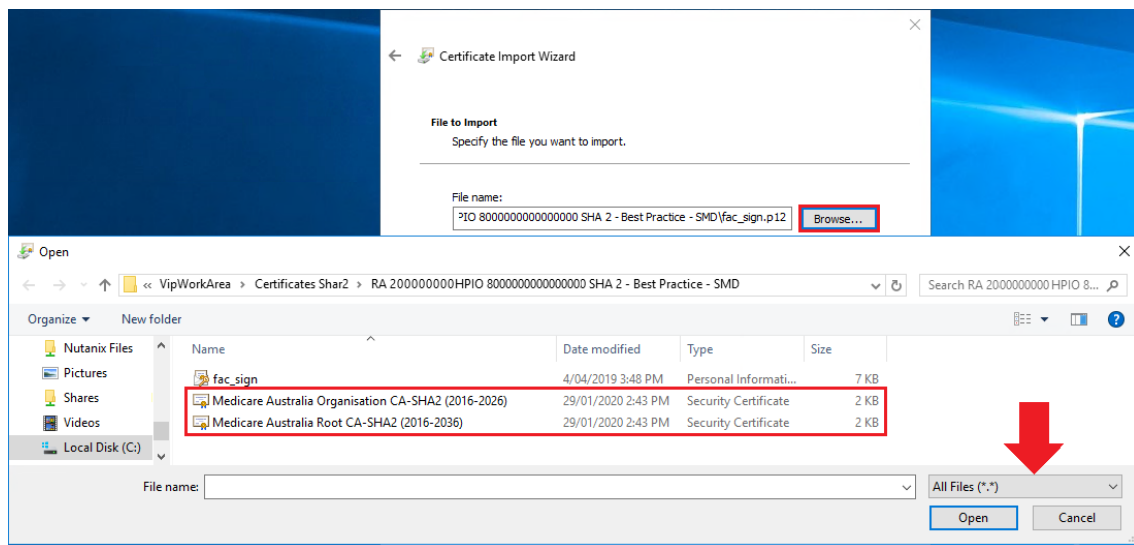 Certificate Import Wizard
File to Import
Specify the file you want to import.
File name:
PIO 8000000000000000 SHA 2 - Best Practice - SMD\fac_sign.p12 Browse...
Open
« VipWorkArea > Certificates Shar2 > RA 200000000HPIO 8000000000000000 SHA 2 - Best Practice - SMD Search RA 2000000000 HPIO 8...
Organize New folder
Nutanix Files Name Date modified Type Size
Pictures fac_sign 4/04/2019 3:48 PM Personal Informati... 7 KB
Shares Medicare Australia Organisation CA-SHA2 (2016-2026) 29/01/2020 2:43 PM Security Certificate 2 KB
Videos Medicare Australia Root CA-SHA2 (2016-2036) 29/01/2020 2:43 PM Security Certificate 2 KB
Local Disk (C:)
File name: All Files (*.*)
Open Cancel